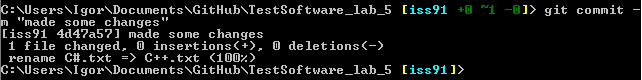 C:\Users\Igor\Documents\GitHub\TestSoftware_lab_5 [iss91 +0 ~1 -0]> git commit -
m "made some changes"
[iss91 4d47a57] made some changes
 1 file changed, 0 insertions(+), 0 deletions(-)
 rename C#.txt => C++.txt (100%)
C:\Users\Igor\Documents\GitHub\TestSoftware_lab_5 [iss91]>